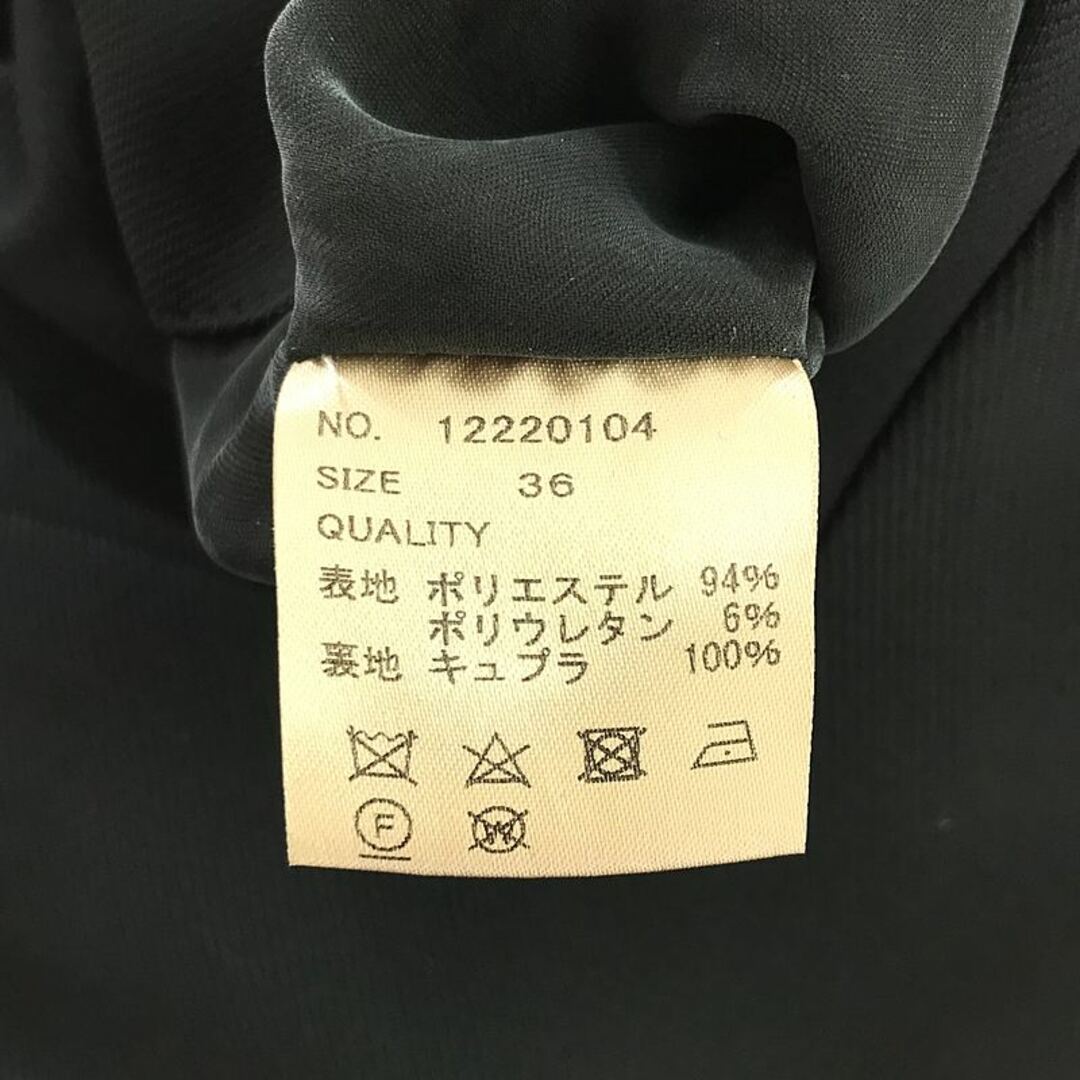 NO. 12220104
SIZE 36
QUALITY
表地 ポリエステル 94%
ポリウレタン 6%
裏地 キュプラ 100%
F
W